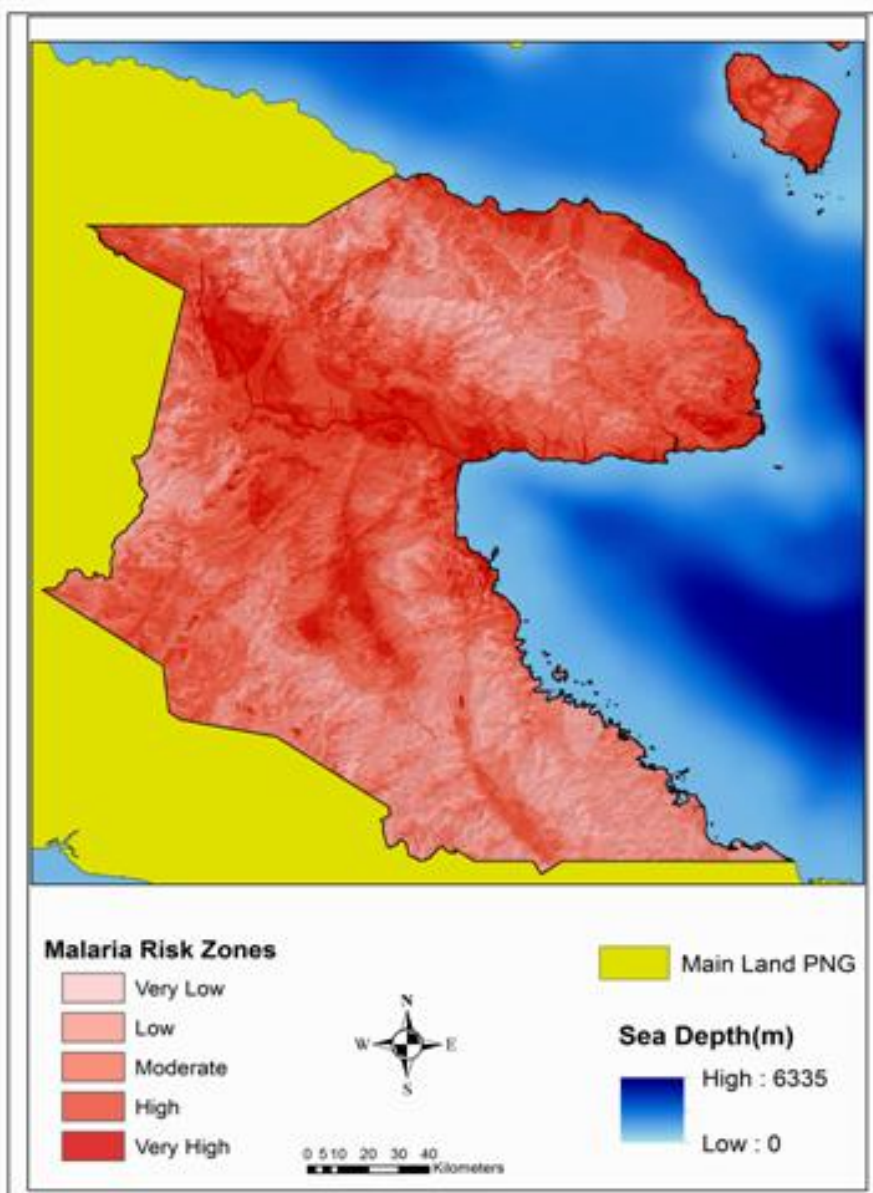 Malaria Risk Zones
Very Low
Low
Moderate
High
Very High
N
W E
S
0 5 10 20 30 40
Kilometers
Main Land PNG
Sea Depth(m)
High : 6335
Low : 0